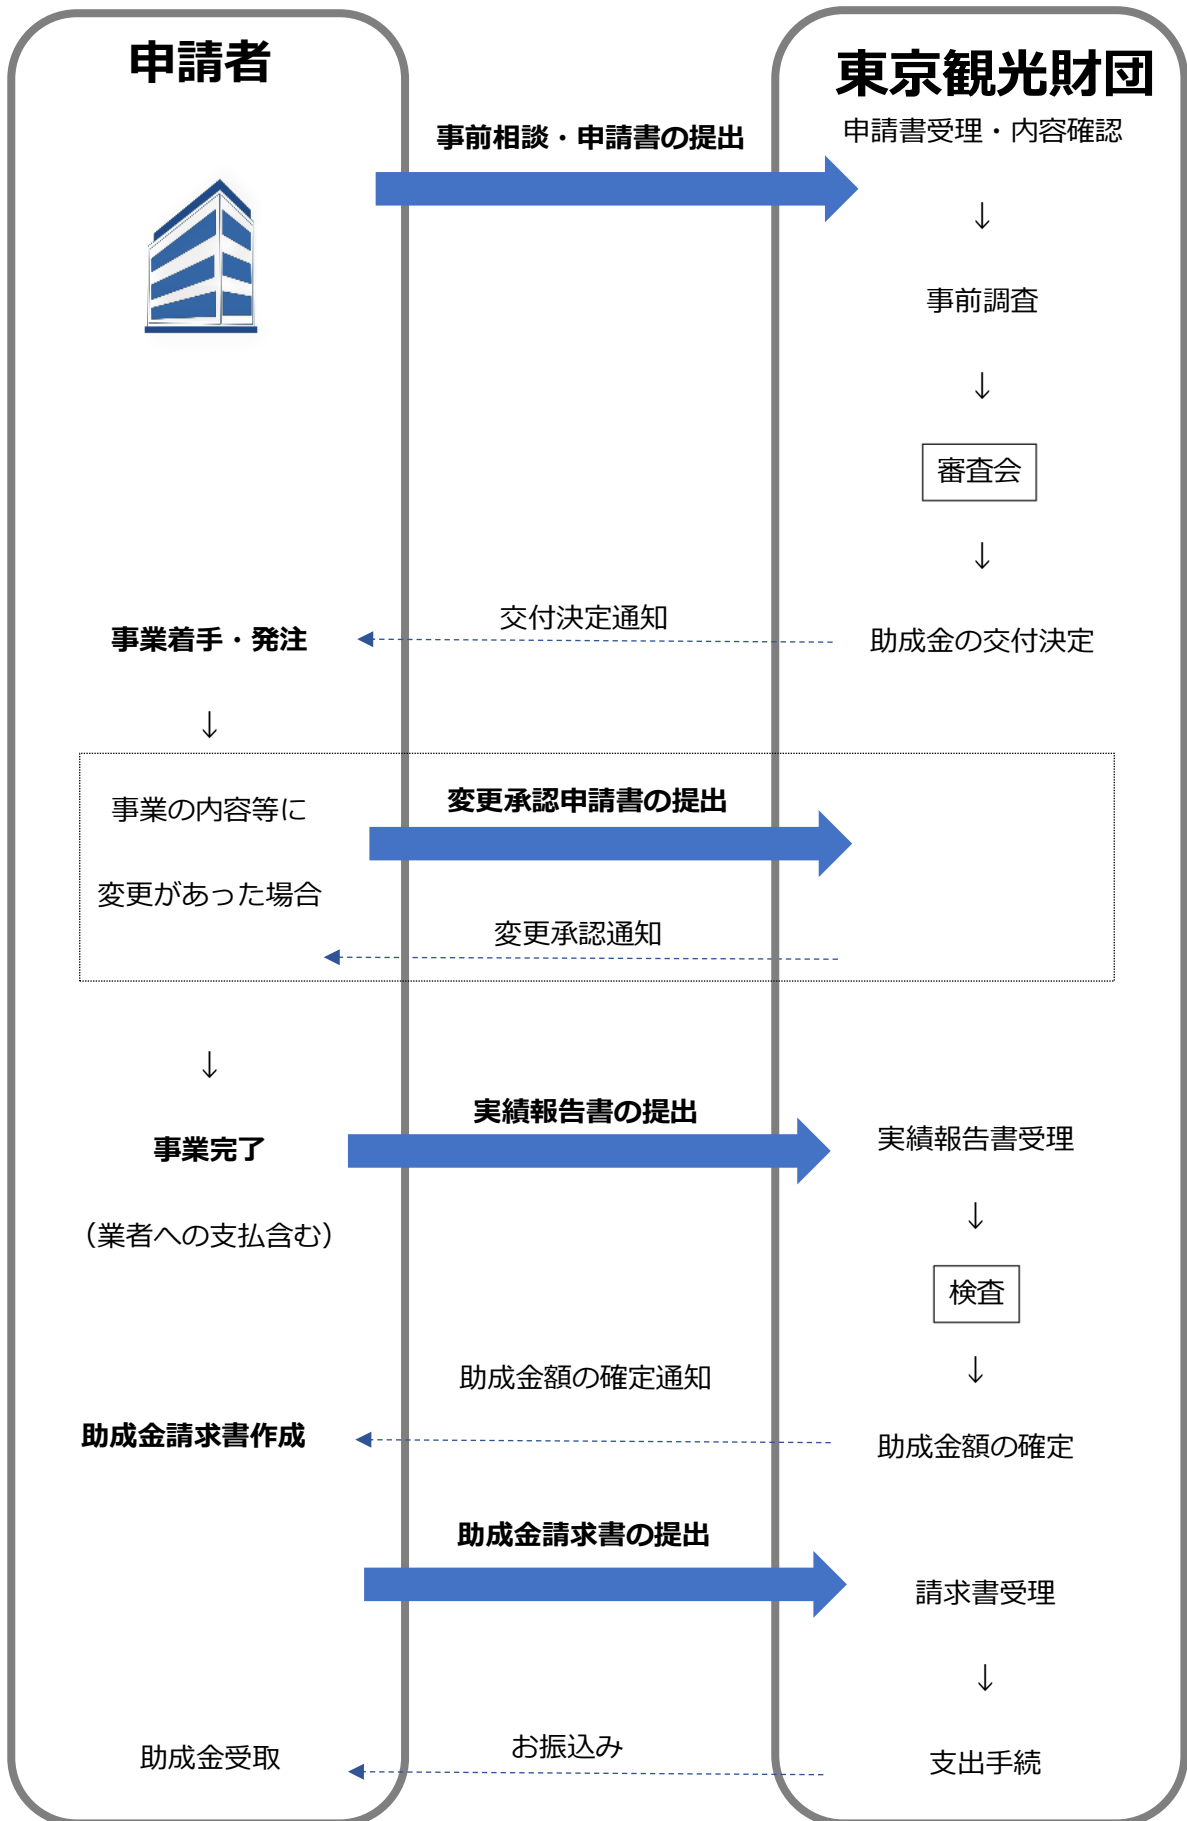 申請者
東京観光財団
事前相談・申請書の提出
申請書受理・内容確認
↓
事前調査
↓
審査会
↓
交付決定通知
事業着手・発注
助成金の交付決定
↓
事業の内容等に
変更があった場合
変更承認申請書の提出
変更承認通知
↓
実績報告書の提出
事業完了
（業者への支払含む）
実績報告書受理
↓
検査
↓
助成金額の確定通知
助成金請求書作成
助成金額の確定
助成金請求書の提出
請求書受理
↓
お振込み
助成金受取
支出手続